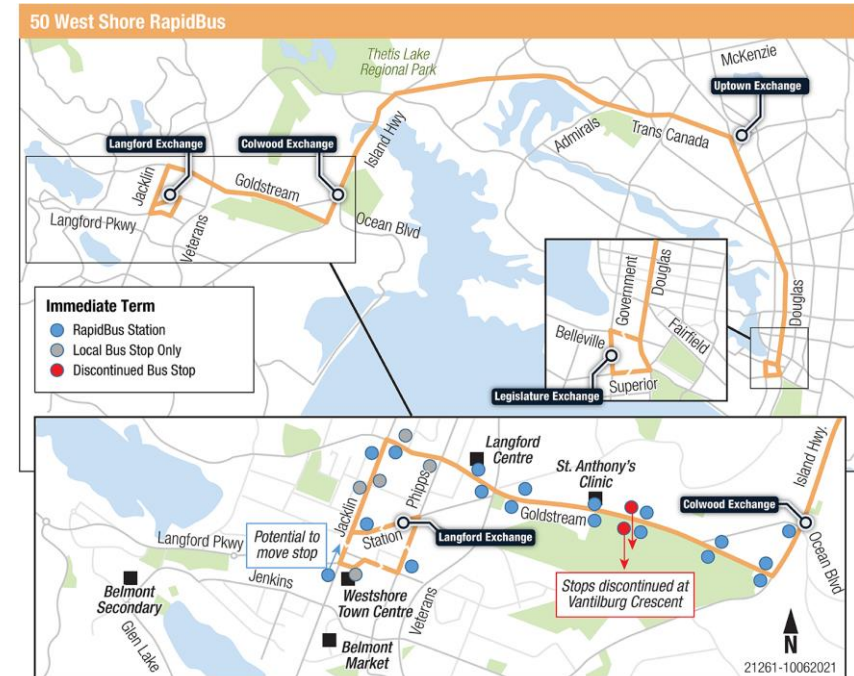 50 West Shore RapidBus
Thetis Lake
Regional Park
McKenzie
Uptown Exchange
Admirals
Trans Canada
Island Hwy
Langford Exchange
Colwood Exchange
Jacklin
Goldstream
Langford Pkwy
Veterans
Ocean Blvd
Douglas
Government
Douglas
Belleville
Fairfield
Superior
Legislature Exchange
Immediate Term
RapidBus Station
Local Bus Stop Only
Discontinued Bus Stop
Langford
Centre
St. Anthony's
Clinic
Island Hwy.
Phipps
Jacklin
Goldstream
Colwood Exchange
Potential to
move stop
Station
Langford Exchange
Langford Pkwy
Ocean Blvd
Jenkins
Belmont
Secondary
Westshore
Town Centre
Veterans
Stops discontinued at
Vantilburg Crescent
Glen Lake
Belmont
Market
N
21261-10062021